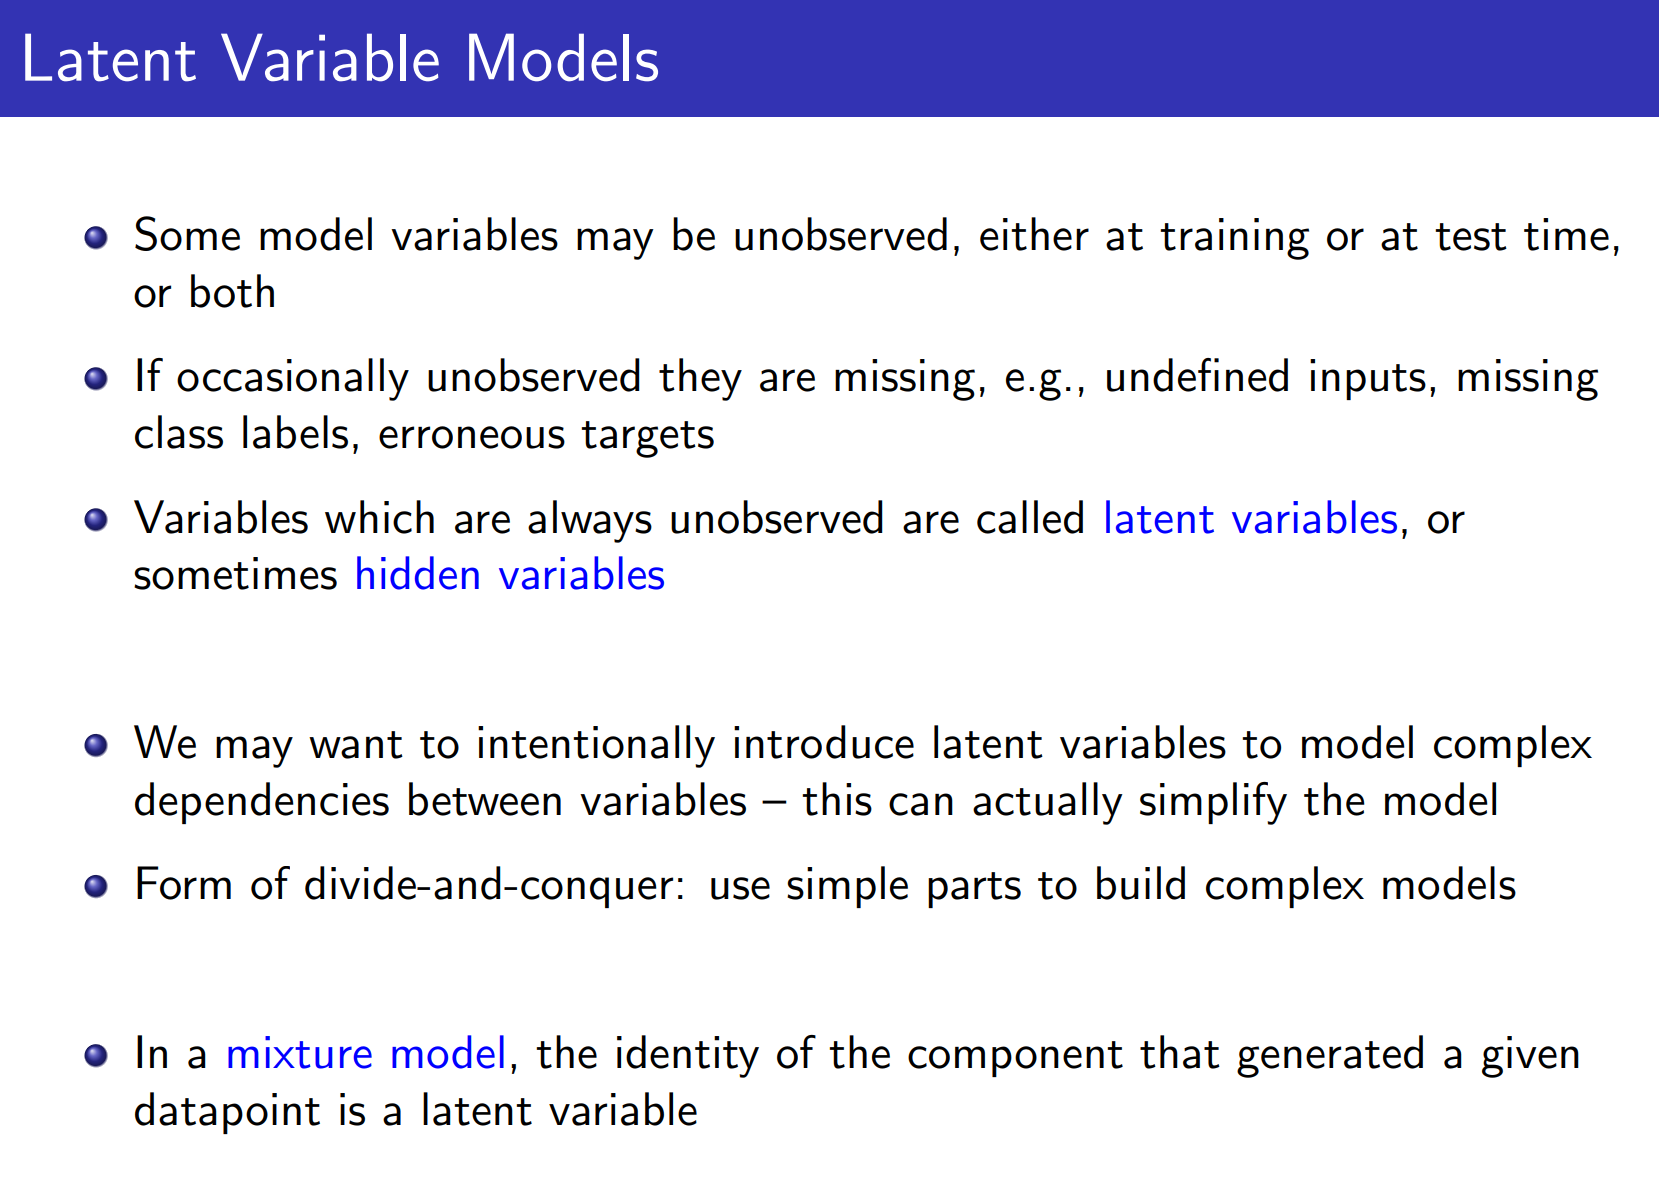 Latent Variable Models
Some model variables may be unobserved, either at training or at test time,
or both
If occasionally unobserved they are missing, e.g., undefined inputs, missing
class labels, erroneous targets
Variables which are always unobserved are called latent variables, or
sometimes hidden variables
We may want to intentionally introduce latent variables to model complex
dependencies between variables – this can actually simplify the model
Form of divide-and-conquer: use simple parts to build complex models
In a mixture model, the identity of the component that generated a given
datapoint is a latent variable